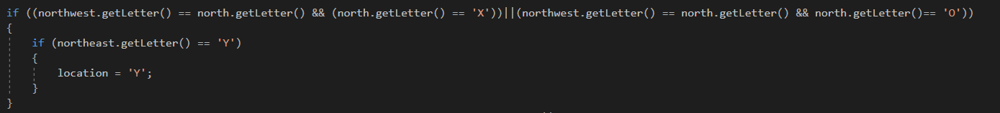 if ((northwest.getLetter() == north.getLetter() && (north.getLetter() == 'X'))||(northwest.getLetter() == north.getLetter() && north.getLetter()== 'O'))
{
    if (northeast.getLetter() == 'Y')
    {
        location = 'Y';
    }
}